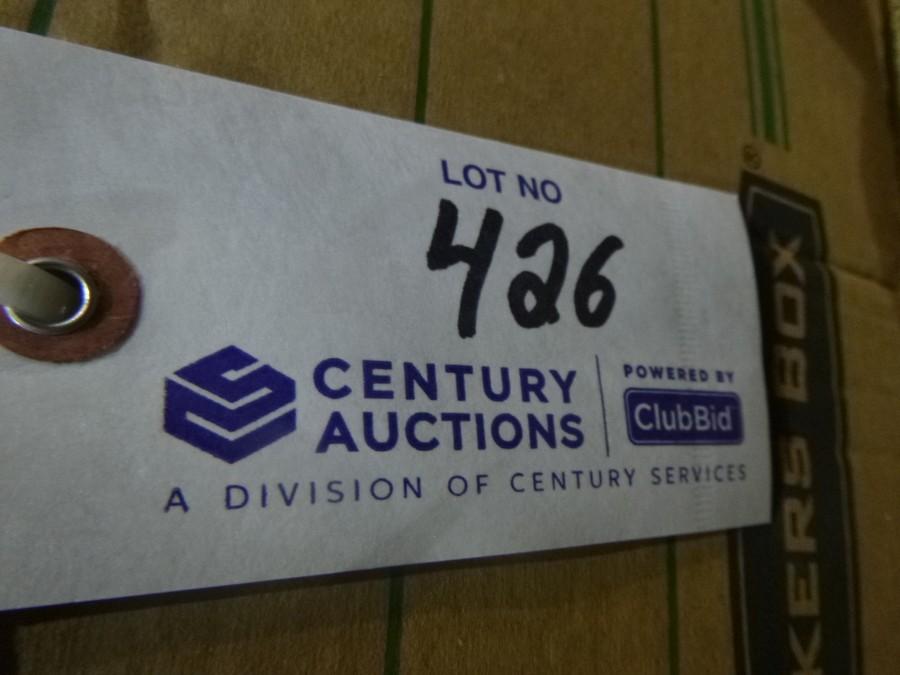 LOT NO
426
CENTURY
AUCTIONS
POWERED BY
ClubBid
A DIVISION OF CENTURY SERVICES
KERS BOX
®